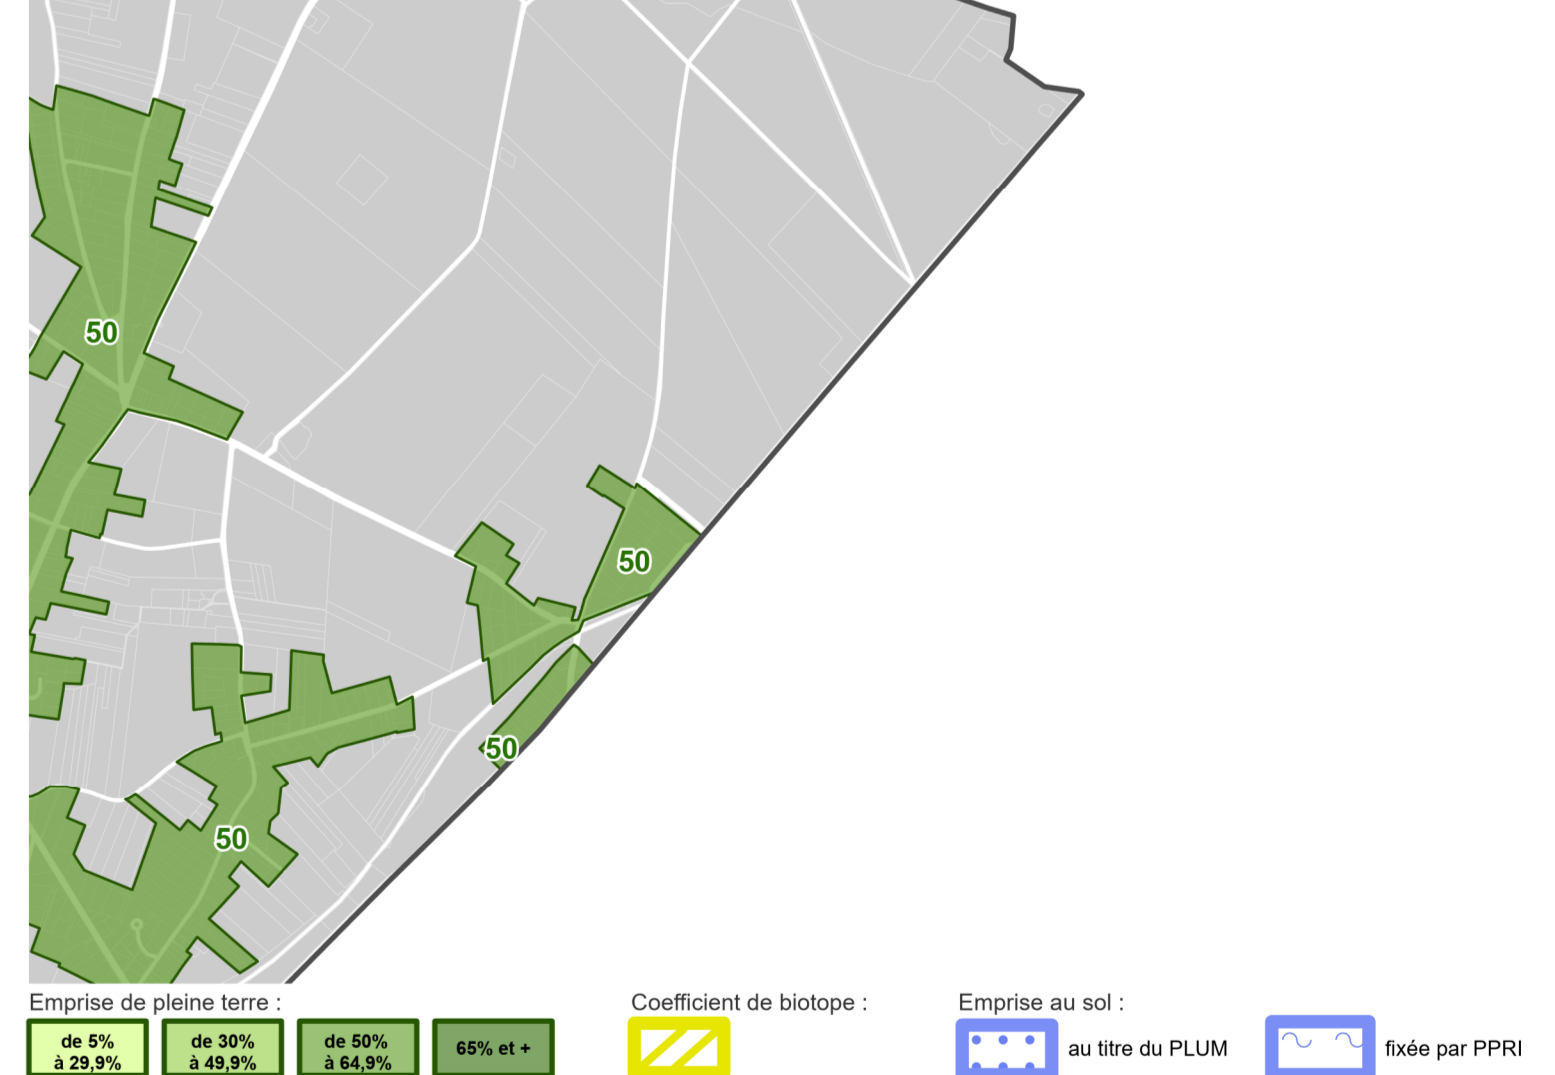 50
50
50
50
Emprise de pleine terre :
Coefficient de biotope :
Emprise au sol :
de 5%
à 29,9%
de 30%
à 49,9%
de 50%
à 64,9%
65% et +
au titre du PLUM
fixée par PPRI